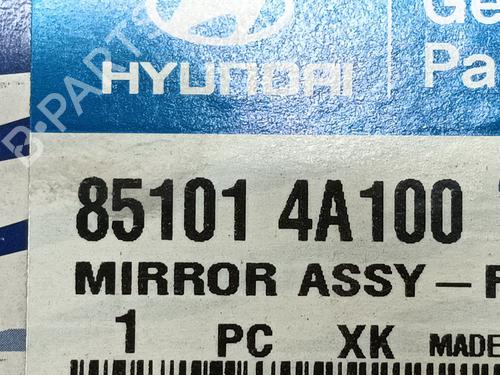 HYUNDAI
Ge
Pa
85101 4A100
MIRROR ASSY-
1 PC XK MADE
B-PARTS